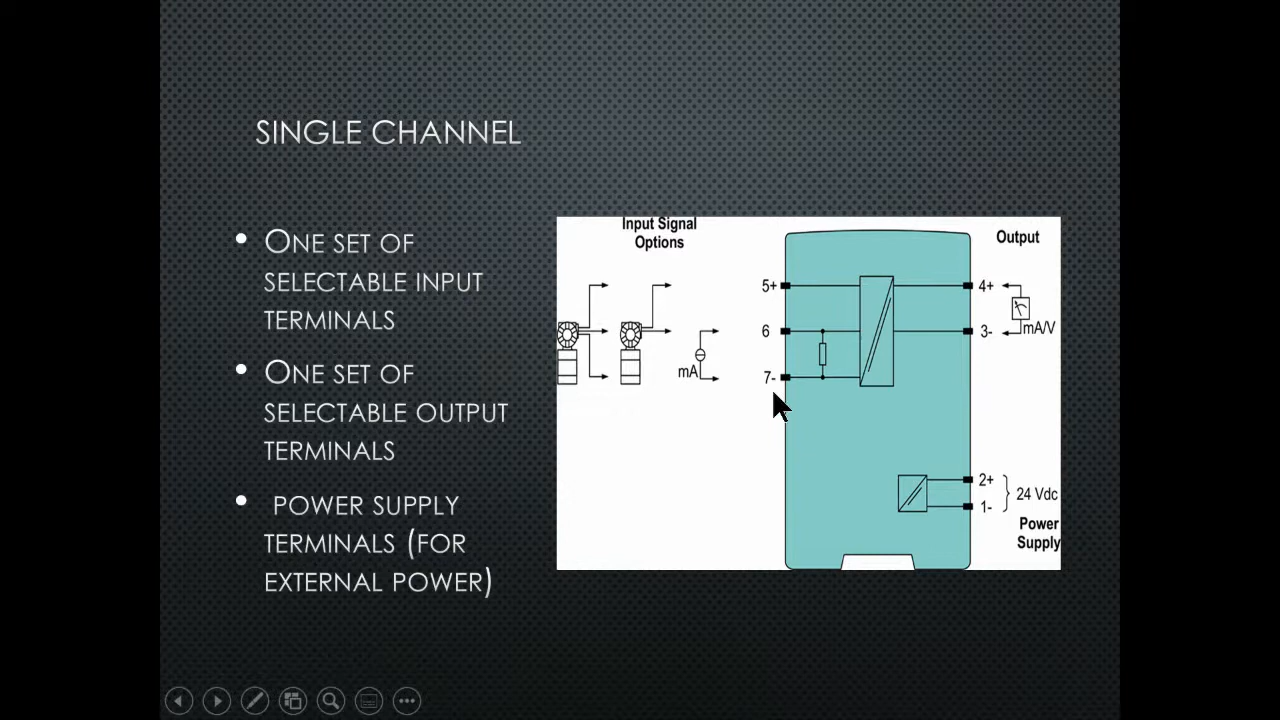 SINGLE CHANNEL
• ONE SET OF
SELECTABLE INPUT
TERMINALS
• ONE SET OF
SELECTABLE OUTPUT
TERMINALS
• POWER SUPPLY
TERMINALS (FOR
EXTERNAL POWER)
Input Signal
Options
Output
5+
4+
6
3-
mA/V
mA
7-
2+
24 Vdc
1-
Power
Supply